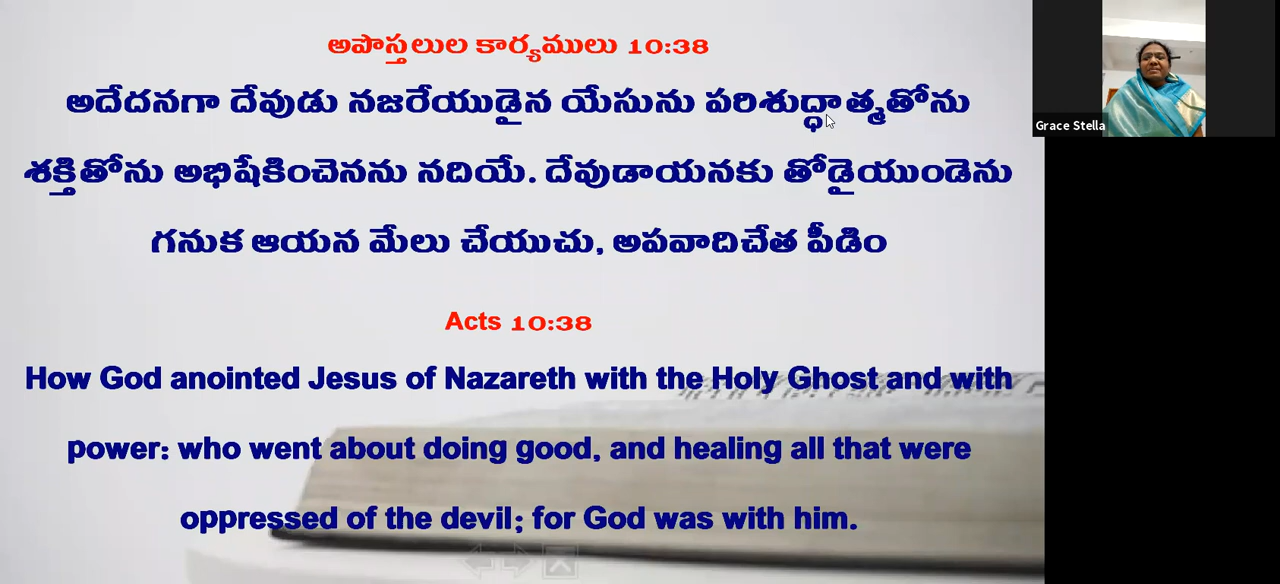 అపొస్తలుల కార్యములు 10:38
అదేదనగా దేవుడు నజరేయుడైన యేసును పరిశుద్ధాత్మతోను
శక్తితోను అభిషేకించెనను నదియే. దేవుడాయనకు తోడైయుండెను
గనుక ఆయన మేలు చేయుచు, అపవాదిచేత పీడిం
Acts 10:38
How God anointed Jesus of Nazareth with the Holy Ghost and with
power: who went about doing good, and healing all that were
oppressed of the devil; for God was with him.
Grace Stella